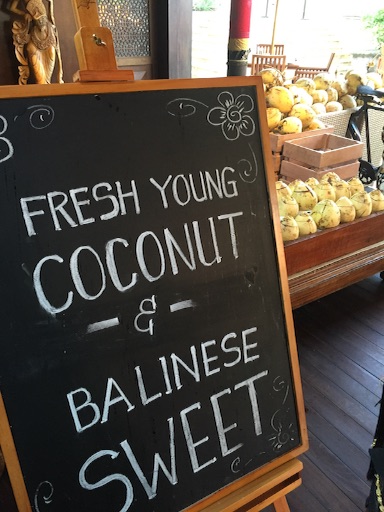 FRESH YOUNG
COCONUT
- & -
BALINESE
SWEET